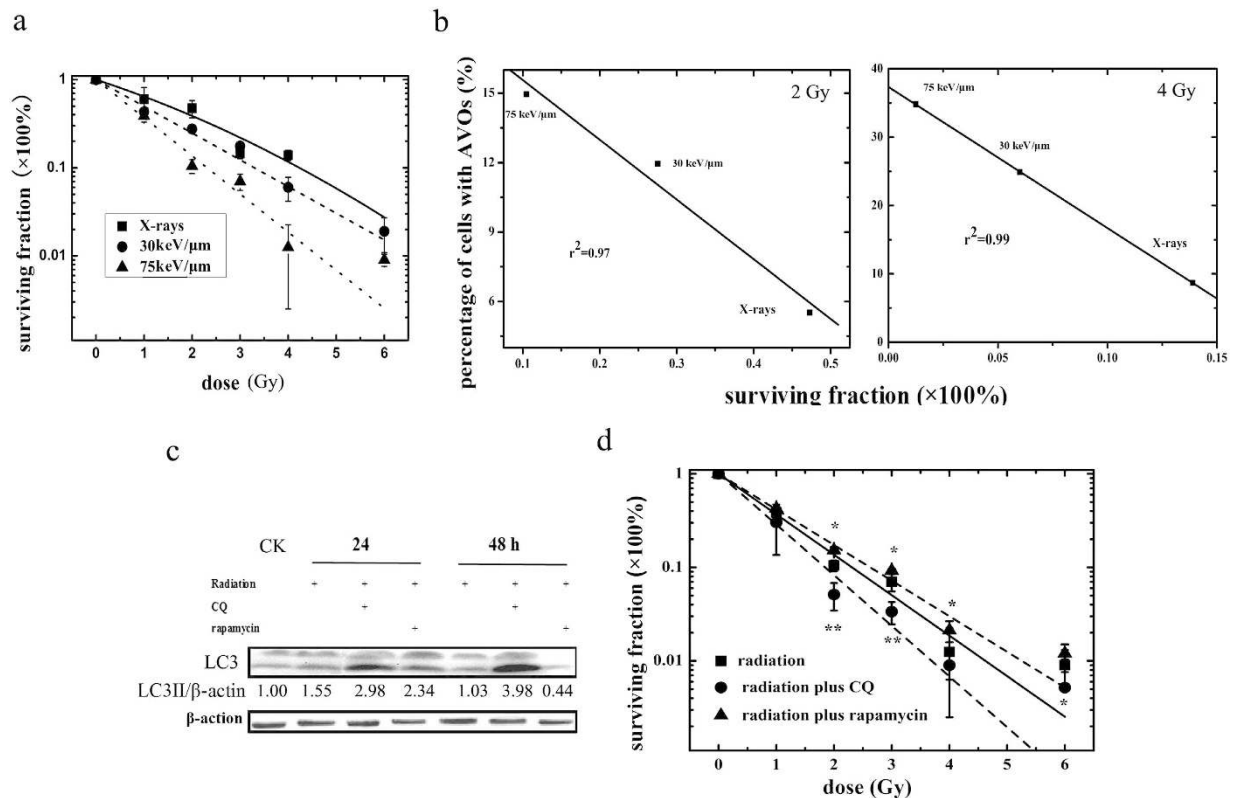 a
surviving fraction (×100%)
1
0.1
0.01
X-rays
30keV/μm
75keV/μm
0 1 2 3 4 5 6
dose (Gy)
b
percentage of cells with AVOs (%)
15
12
9
6
2 Gy
75 keV/μm
30 keV/μm
r²=0.97
X-rays
0.1 0.2 0.3 0.4 0.5
40
30
20
10
0
4 Gy
75 keV/μm
30 keV/μm
r²=0.99
X-rays
0.00 0.05 0.10 0.15
surviving fraction (×100%)
c
CK 24 48 h
Radiation + + + + + +
CQ + +
rapamycin + +
LC3
LC3II/β-actin 1.00 1.55 2.98 2.34 1.03 3.98 0.44
β-action
d
surviving fraction (×100%)
1
0.1
0.01
*
*
*
**
**
*
radiation
radiation plus CQ
radiation plus rapamycin
0 1 2 3 4 5 6
dose (Gy)